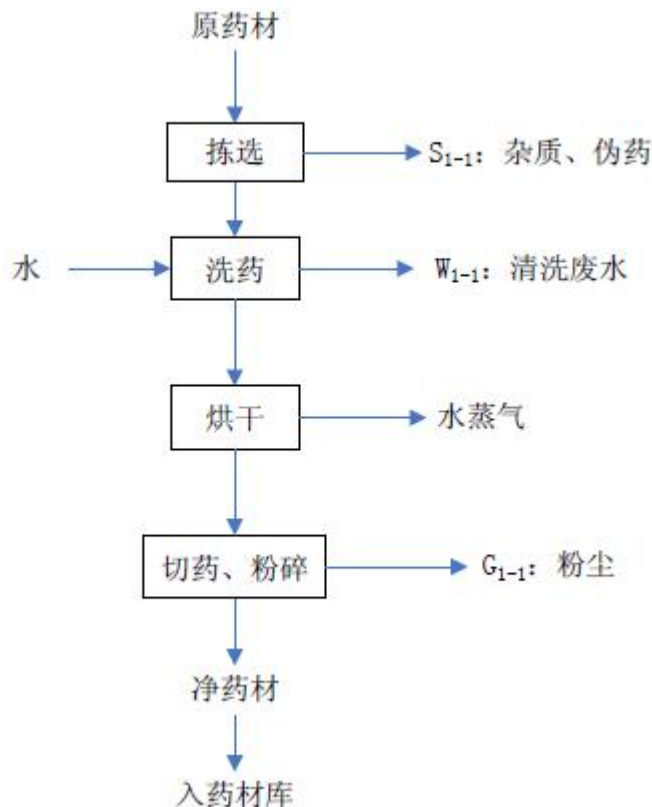 原药材
拣选
S1-1：杂质、伪药
水
洗药
W1-1：清洗废水
烘干
水蒸气
切药、粉碎
G1-1：粉尘
净药材
入药材库